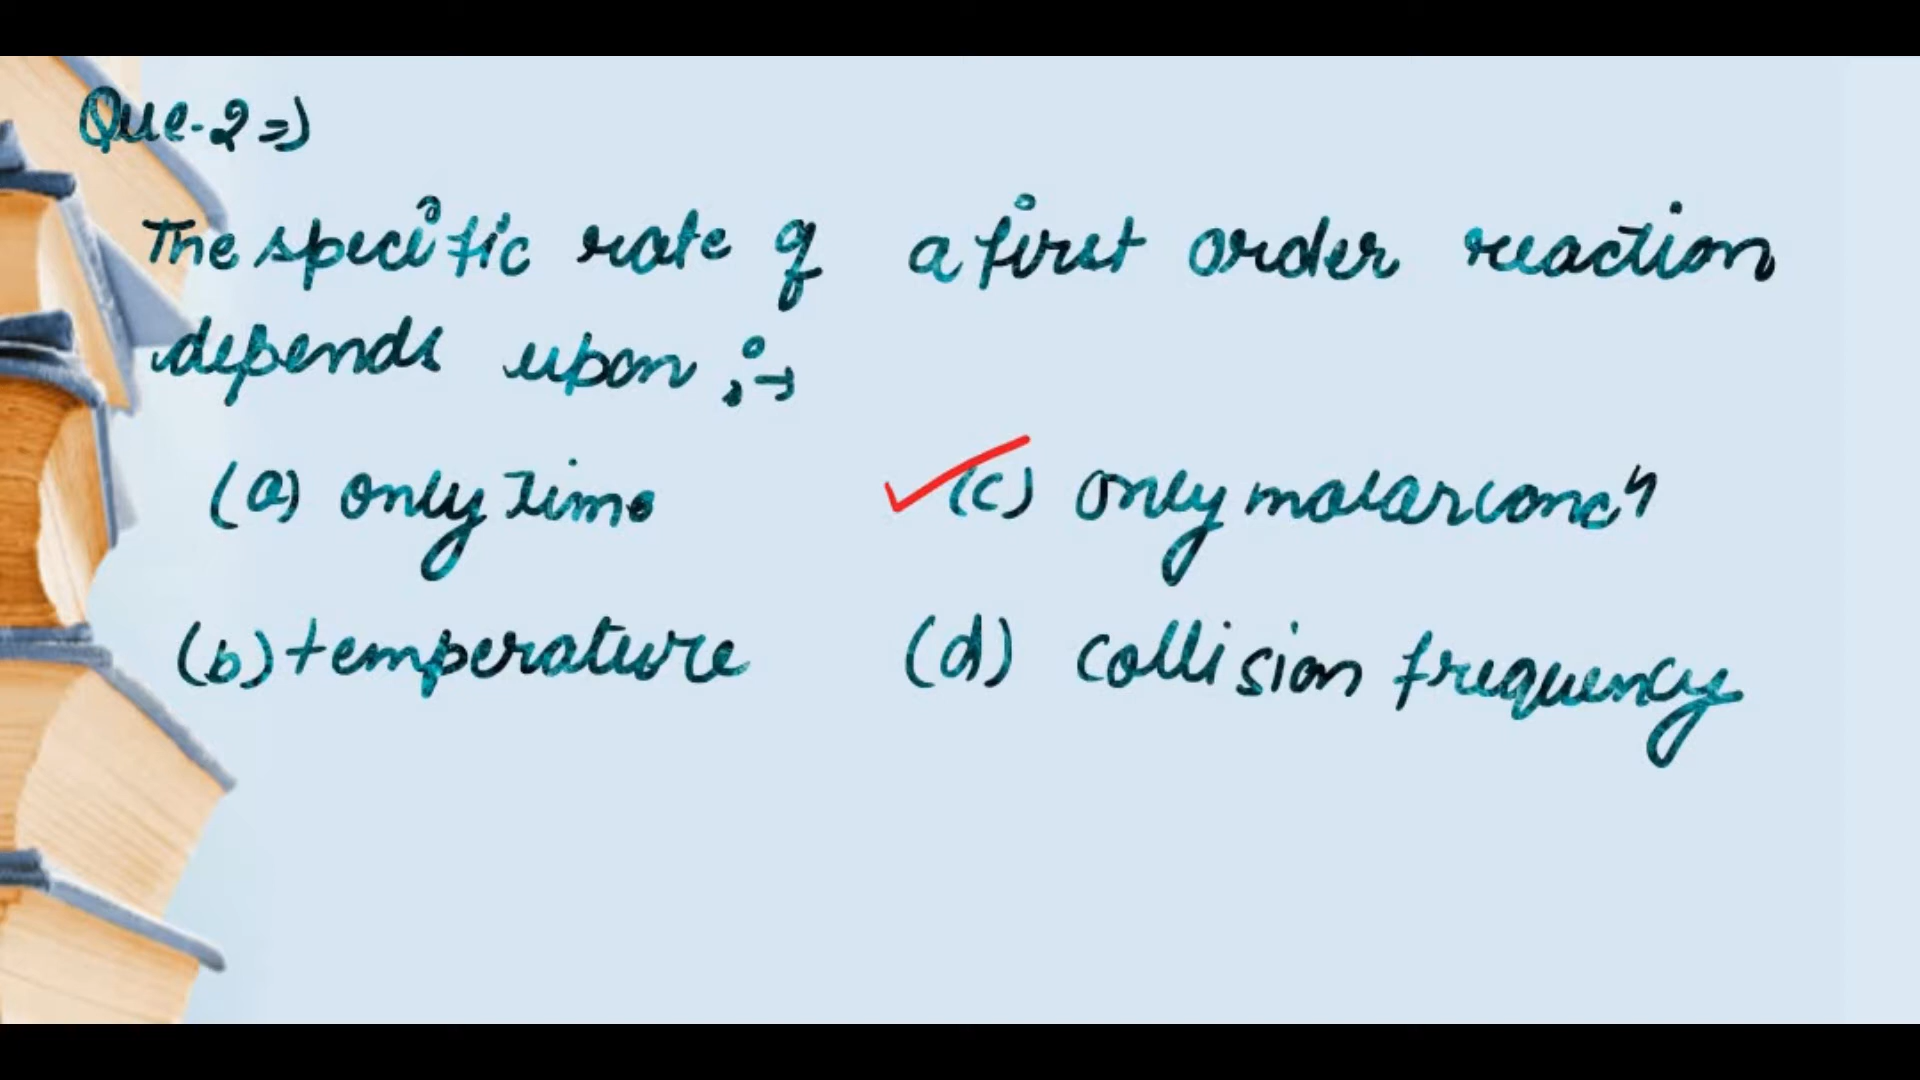 Que.2 =)
The specific rate of a first order reaction
depends upon :→
(a) only Time (c) only molar concn
(b) temperature (d) collision frequency